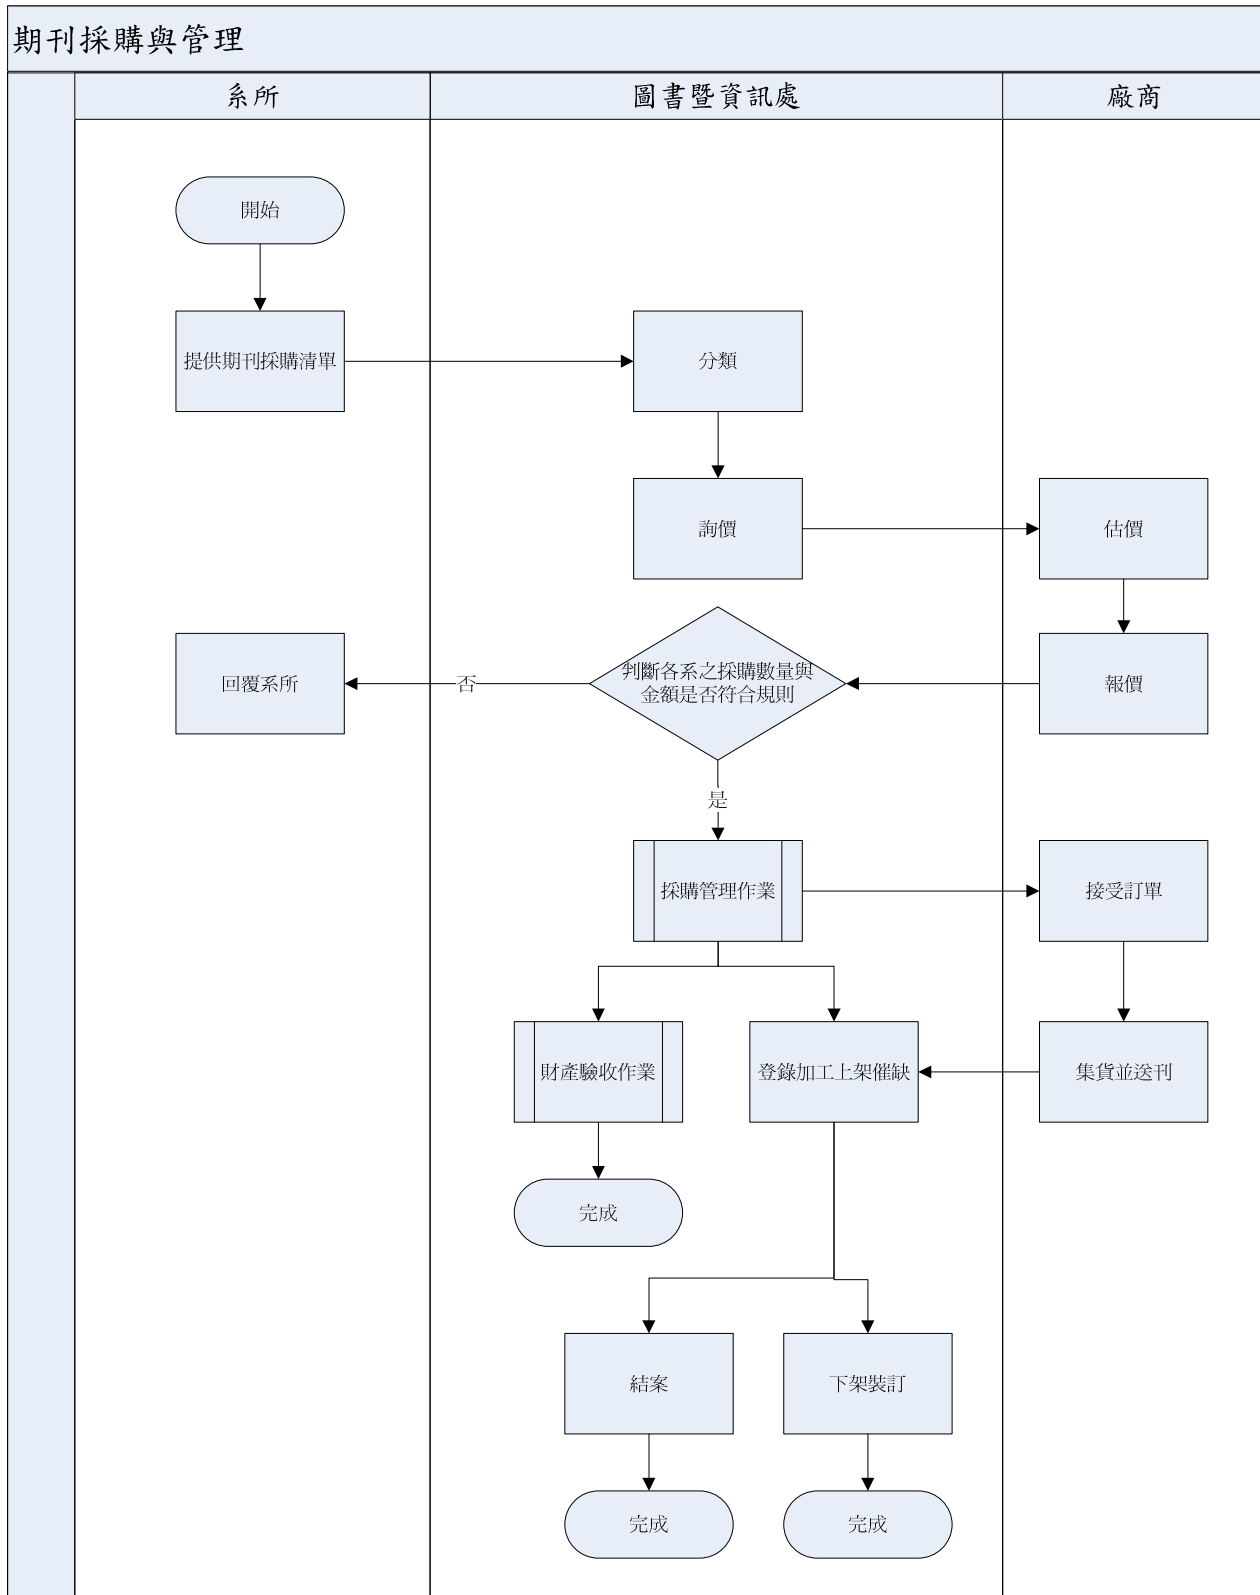 期刊採購與管理
系所
圖書暨資訊處
廠商
開始
提供期刊採購清單
分類
詢價
估價
回覆系所
否
判斷各系之採購數量與
金額是否符合規則
報價
是
採購管理作業
接受訂單
財產驗收作業
登錄加工上架催缺
集貨並送刊
完成
結案
下架裝訂
完成
完成